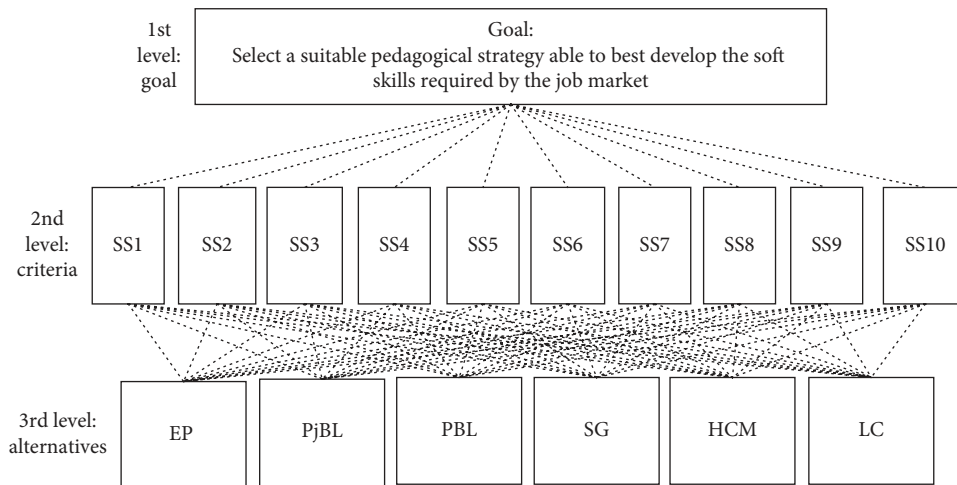 1st
level:
goal
Goal:
Select a suitable pedagogical strategy able to best develop the soft
skills required by the job market
2nd
level:
criteria
SS1
SS2
SS3
SS4
SS5
SS6
SS7
SS8
SS9
SS10
3rd level:
alternatives
EP
PjBL
PBL
SG
HCM
LC